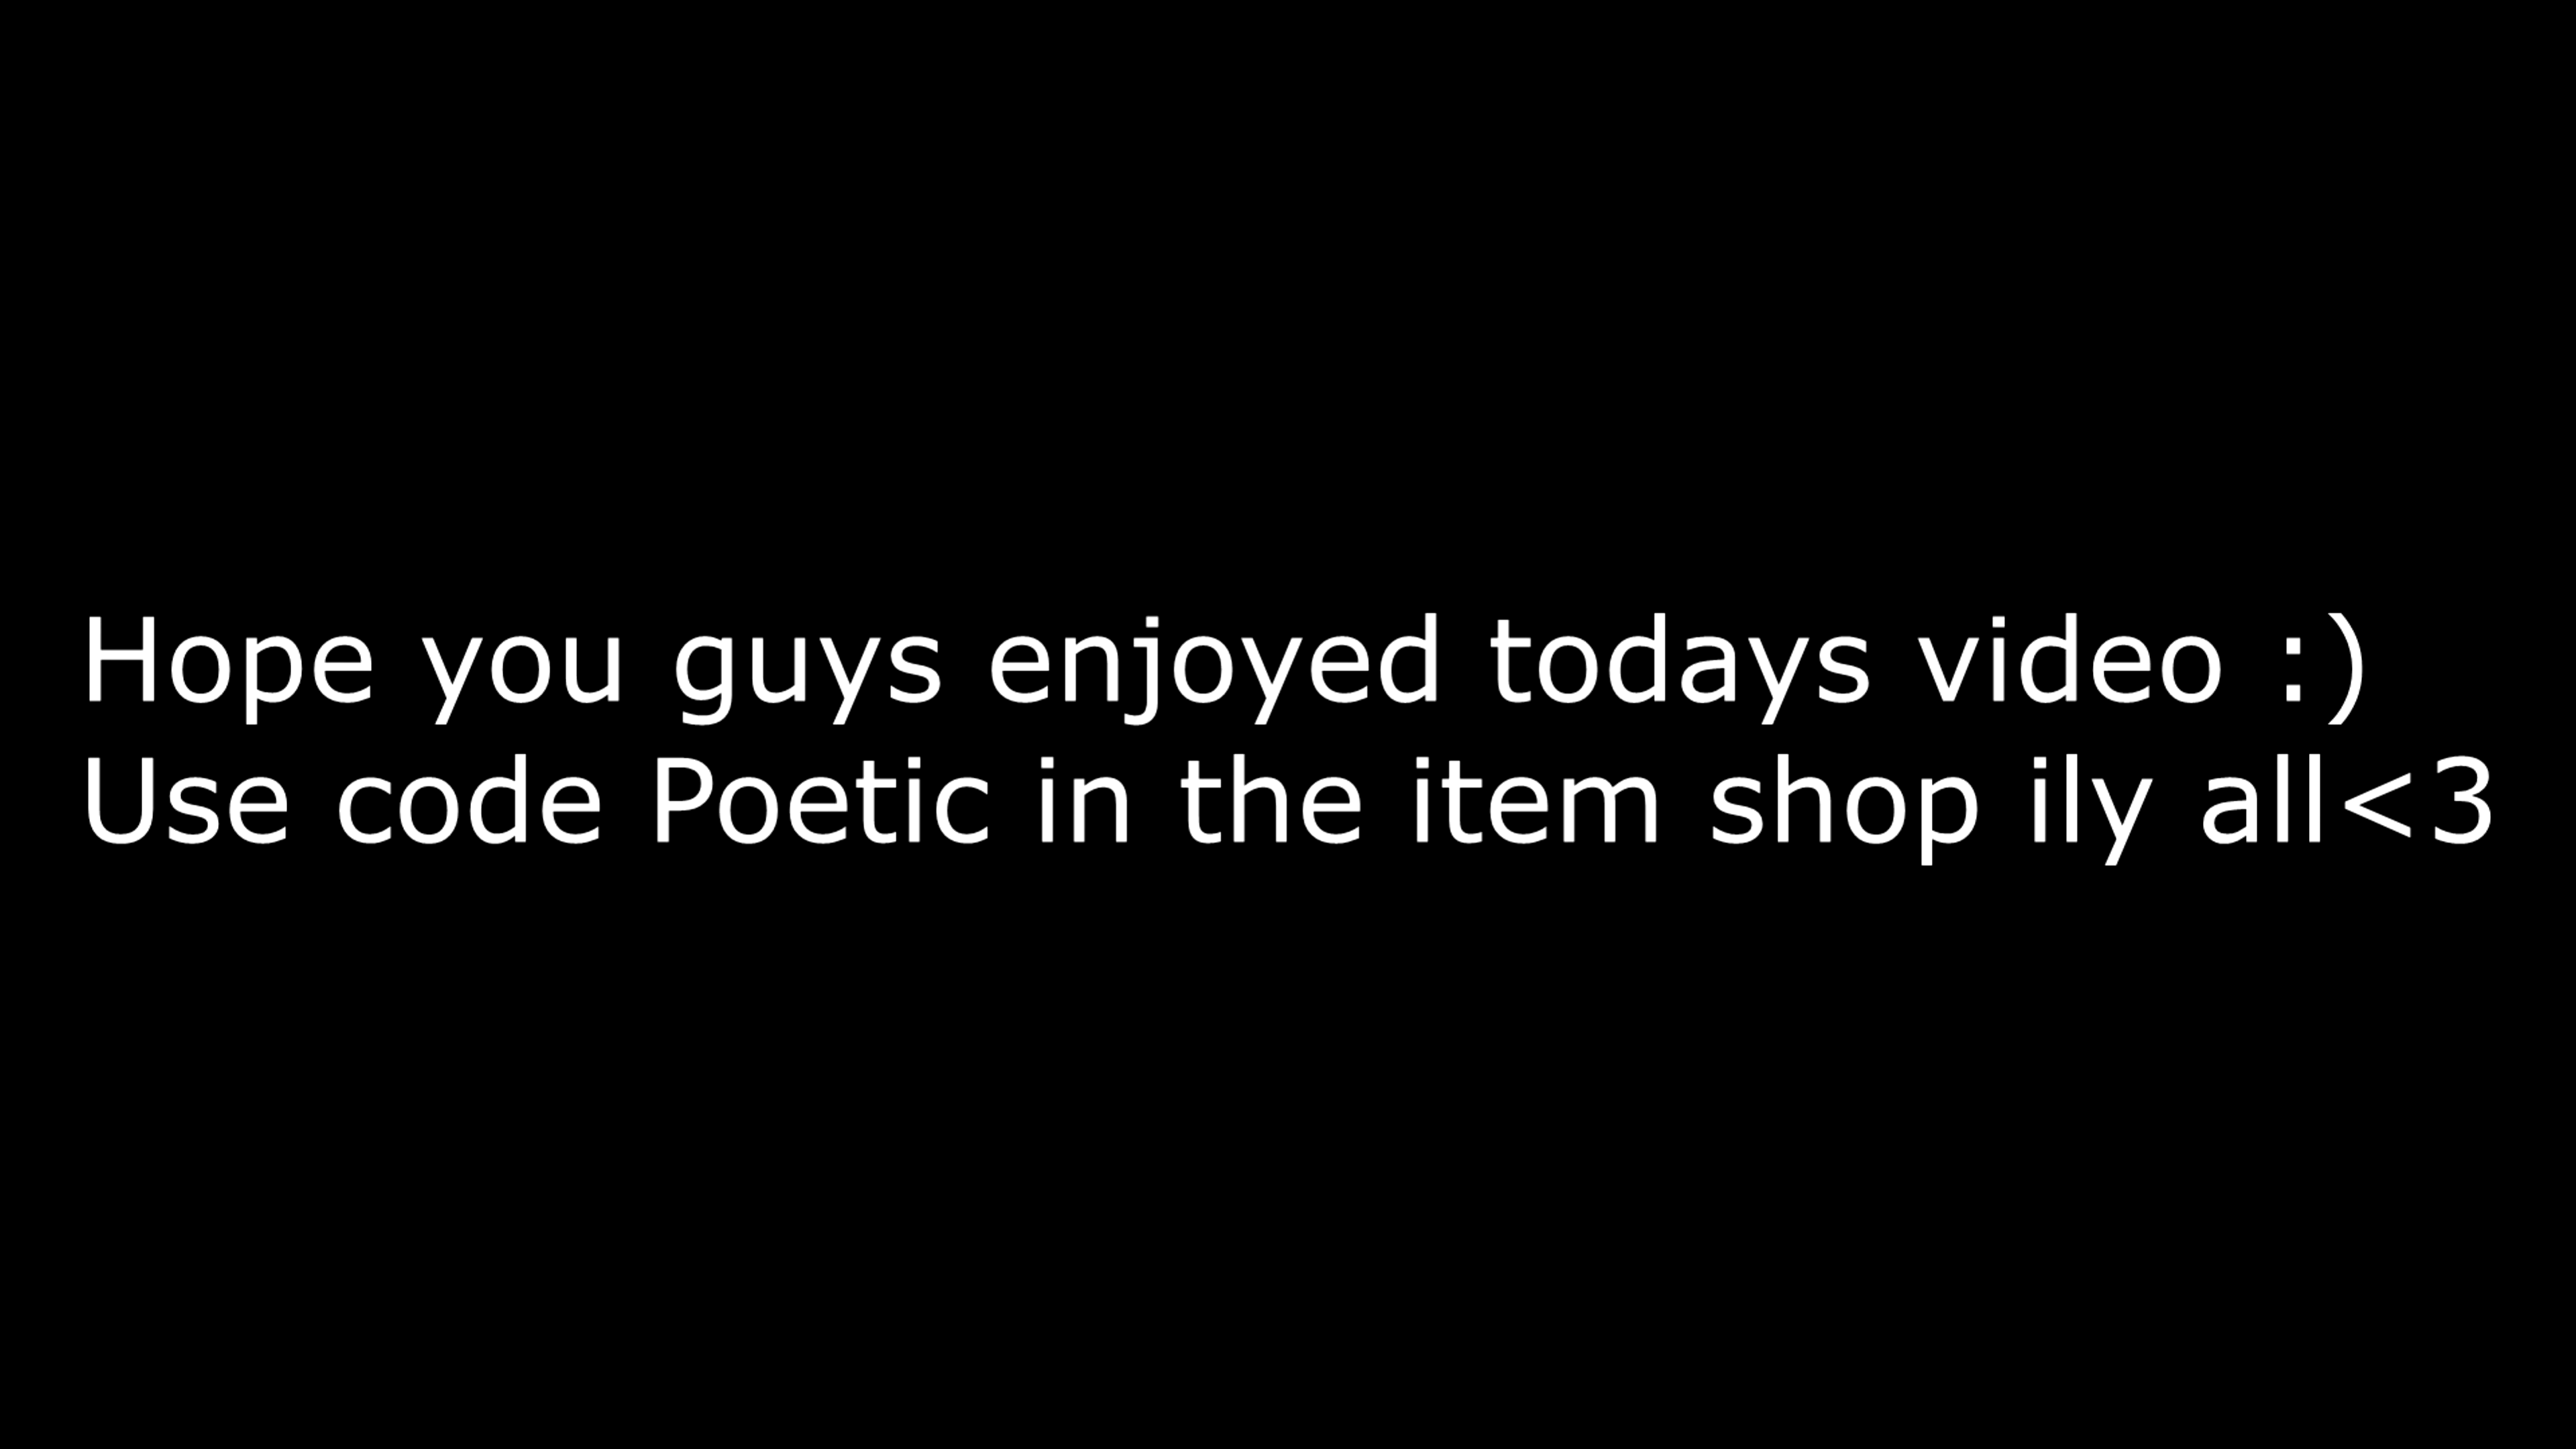 Hope you guys enjoyed todays video :)
Use code Poetic in the item shop ily all<3